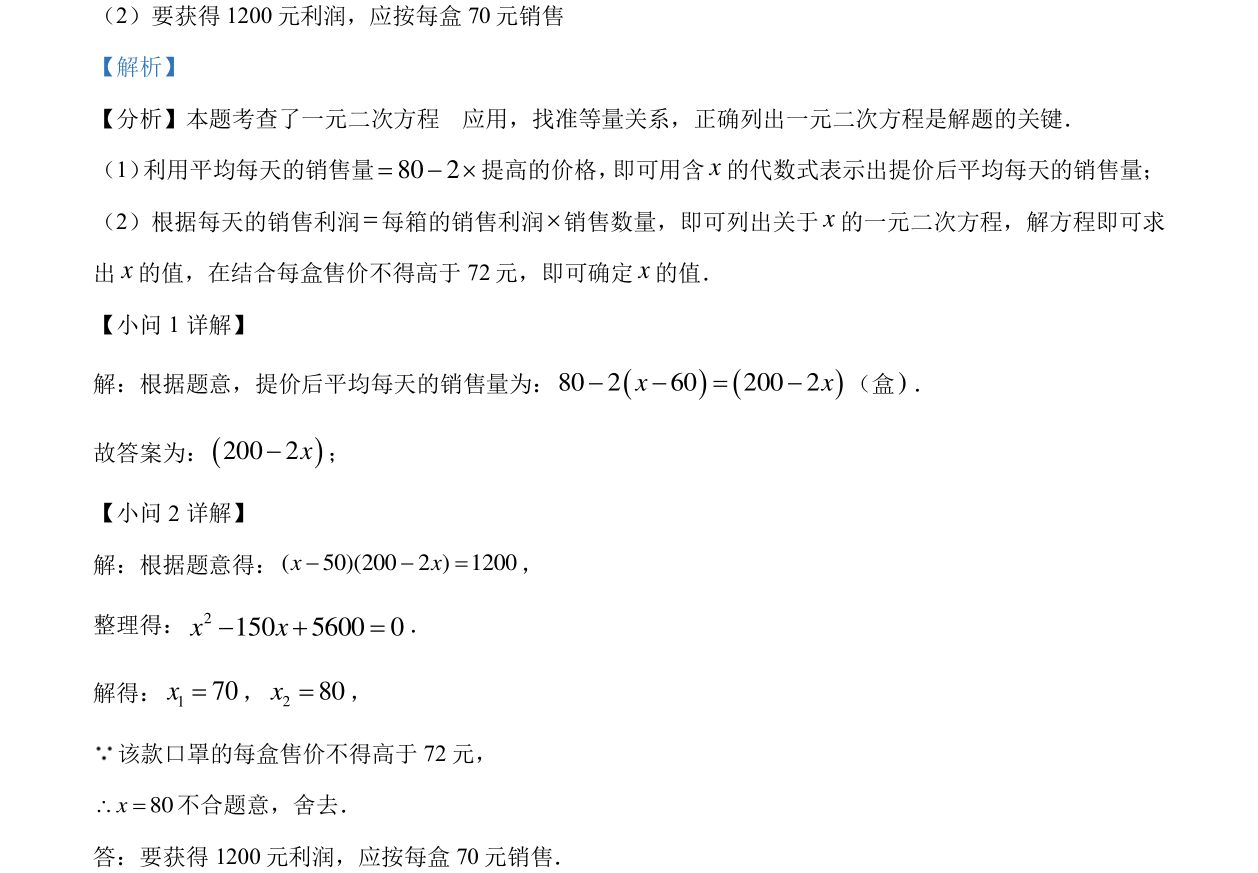 （2）要获得 1200 元利润，应按每盒 70 元销售
【解析】
【分析】本题考查了一元二次方程 应用，找准等量关系，正确列出一元二次方程是解题的关键．
（1）利用平均每天的销售量＝80－2×提高的价格，即可用含 x 的代数式表示出提价后平均每天的销售量；
（2）根据每天的销售利润＝每箱的销售利润×销售数量，即可列出关于 x 的一元二次方程，解方程即可求
出 x 的值，在结合每盒售价不得高于 72 元，即可确定 x 的值．
【小问 1 详解】
解：根据题意，提价后平均每天的销售量为：80－2(x－60)＝(200－2x)（盒）．
故答案为：(200－2x)；
【小问 2 详解】
解：根据题意得：(x－50)(200－2x)＝1200，
整理得：x²－150x＋5600＝0．
解得：x₁＝70，x₂＝80，
∵该款口罩的每盒售价不得高于 72 元，
∴x＝80不合题意，舍去．
答：要获得 1200 元利润，应按每盒 70 元销售．